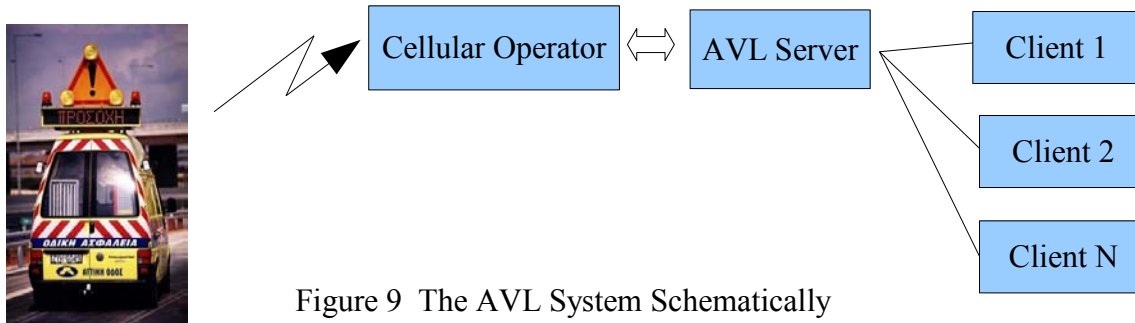 ΠΡΟΣΟΧΗ
ΟΔΙΚΗ ΑΣΦΑΛΕΙΑ
ΑΤΤΙΚΗ ΟΔΟΣ
Cellular Operator
AVL Server
Client 1
Client 2
Client N
Figure 9 The AVL System Schematically